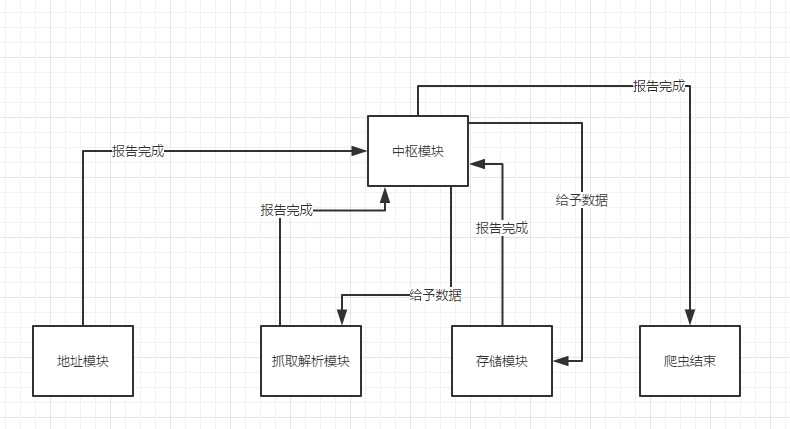 报告完成
报告完成
中枢模块
给予数据
报告完成
报告完成
给予数据
地址模块
抓取解析模块
存储模块
爬虫结束